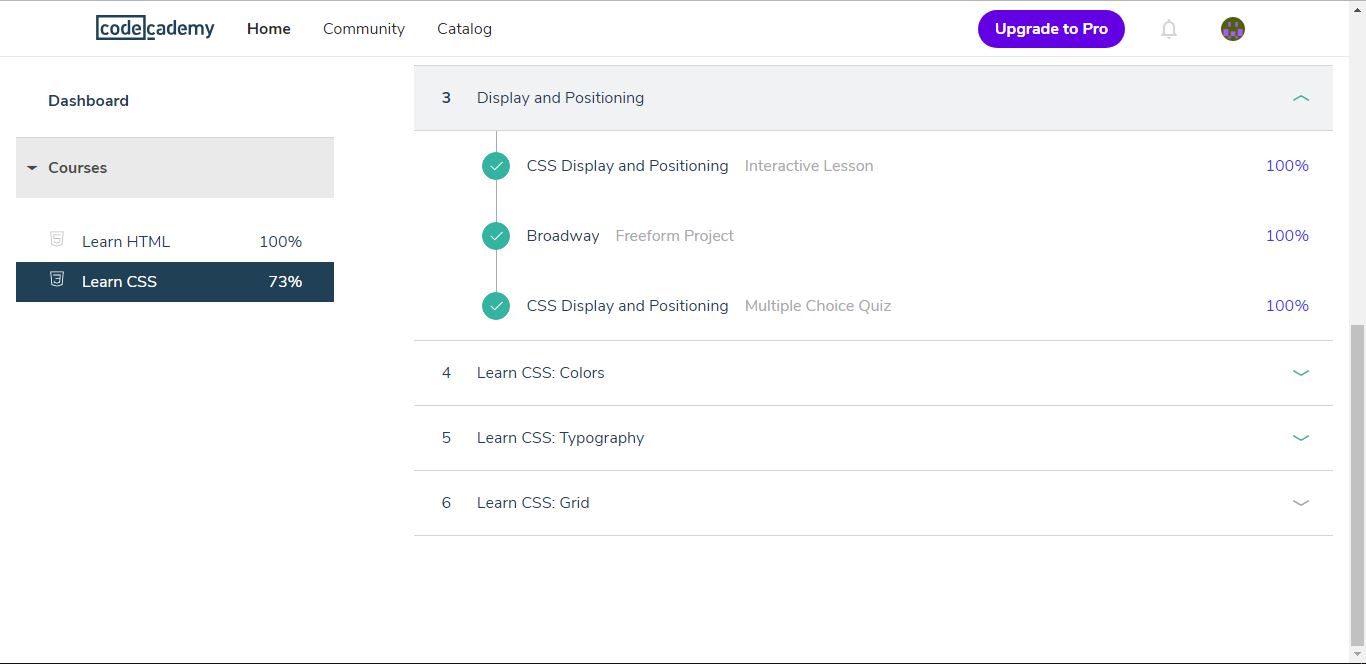 codecademy Home Community Catalog Upgrade to Pro
Dashboard
Courses
Learn HTML 100%
Learn CSS 73%
3 Display and Positioning
CSS Display and Positioning Interactive Lesson 100%
Broadway Freeform Project 100%
CSS Display and Positioning Multiple Choice Quiz 100%
4 Learn CSS: Colors
5 Learn CSS: Typography
6 Learn CSS: Grid